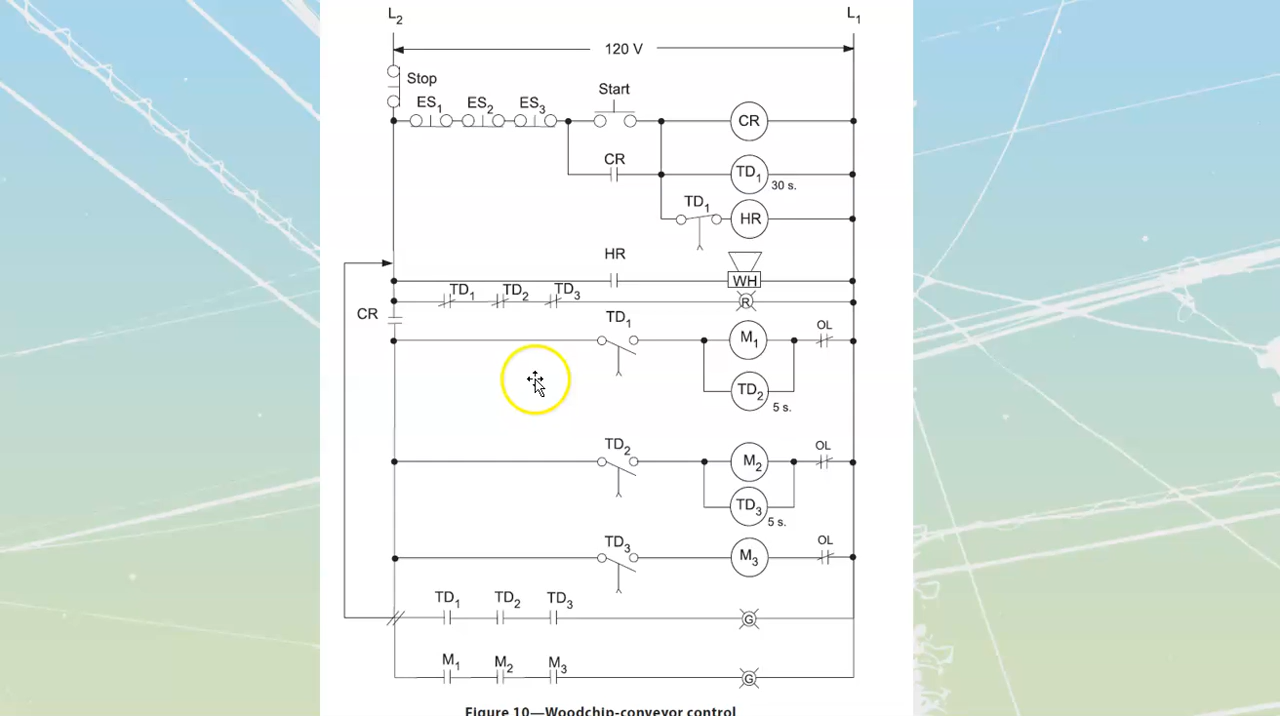 L2 L1
120 V
Stop
Start
ES1 ES2 ES3
CR
CR
TD1 30 s.
TD1 HR
HR
WH
TD1 TD2 TD3
R
CR
TD1 M1 OL
TD2 5 s.
TD2 M2 OL
TD3 5 s.
TD3 M3 OL
TD1 TD2 TD3
G
M1 M2 M3
G
Figure 10—Woodchip-conveyor control